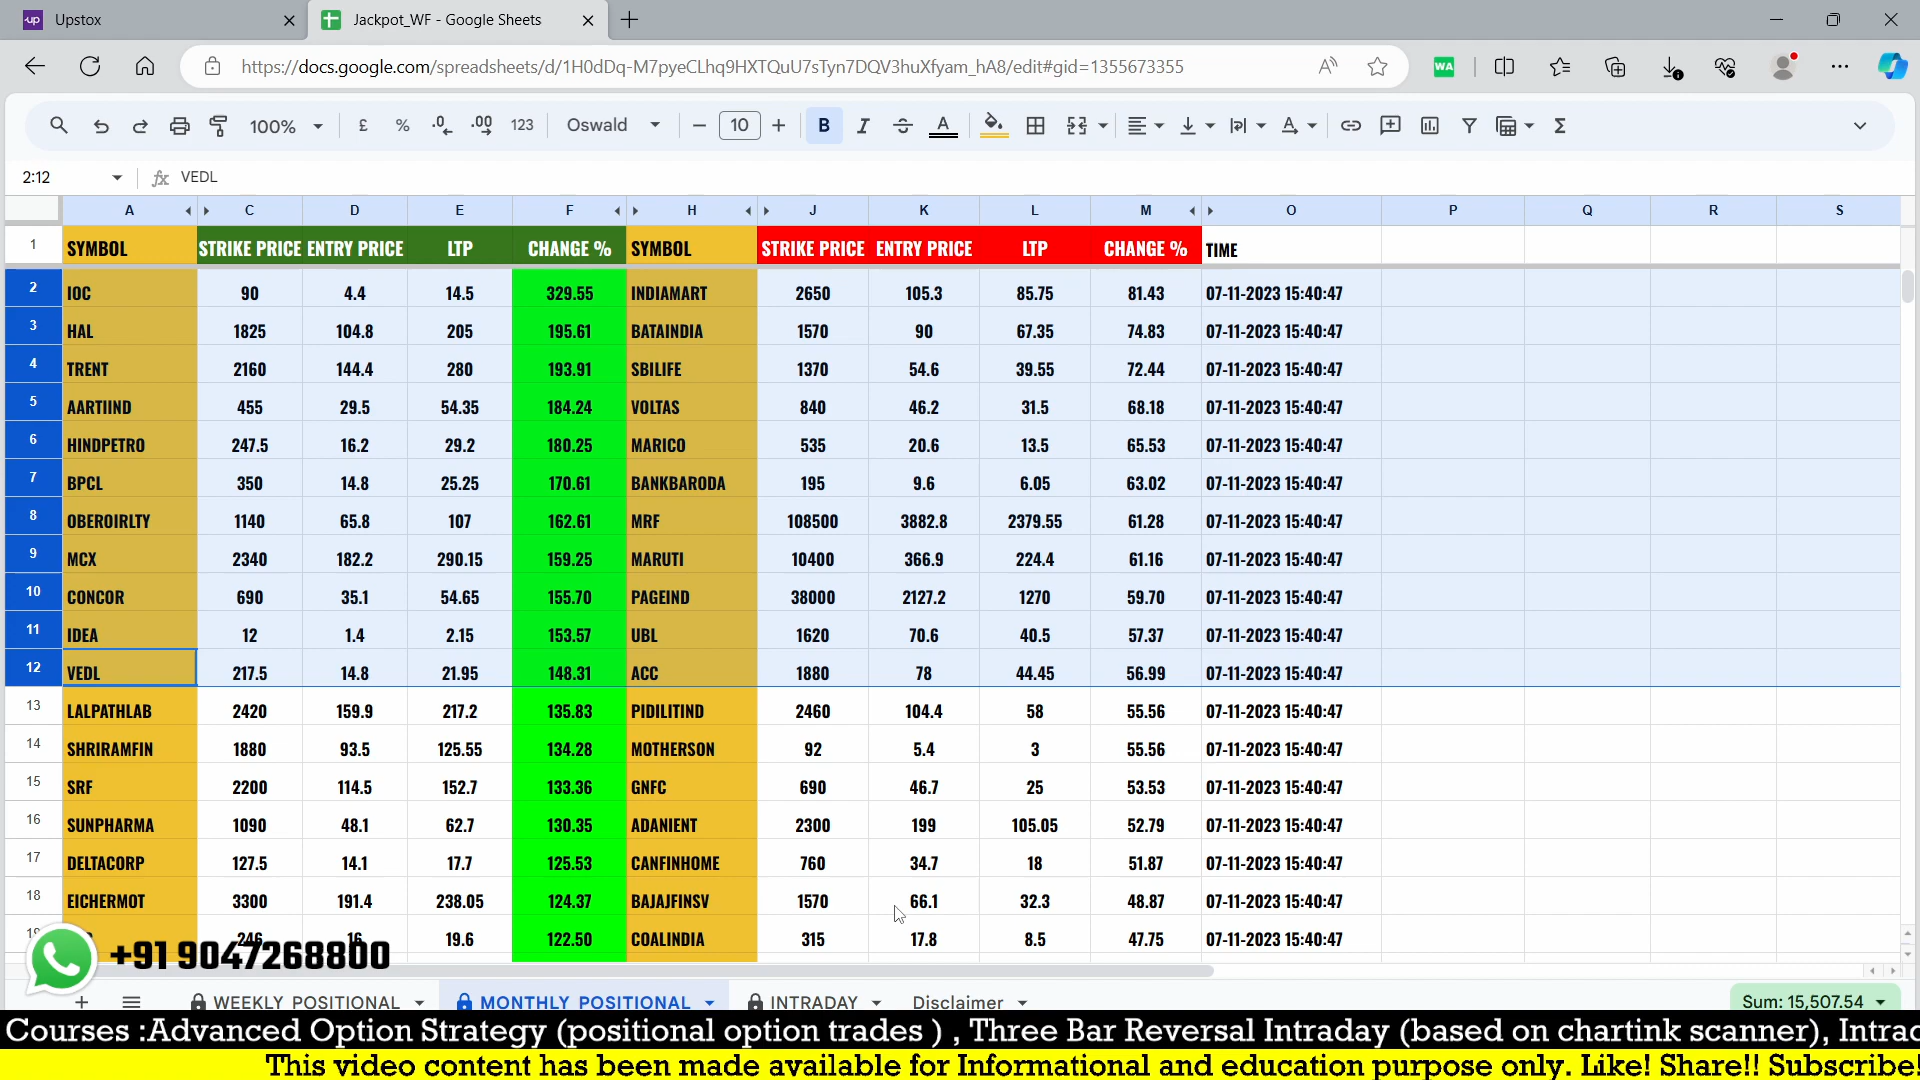 Upstox
Jackpot_WF - Google Sheets
https://docs.google.com/spreadsheets/d/1H0dDq-M7pyeCLhq9HXTQuU7sTyn7DQV3huXfyam_hA8/edit#gid=1355673355
100% £ % .0 .00 123 Oswald 10 B I A Σ
2:12 fx VEDL
A C D E F H J K L M O P Q R S
1 SYMBOL STRIKE PRICE ENTRY PRICE LTP CHANGE % SYMBOL STRIKE PRICE ENTRY PRICE LTP CHANGE % TIME
2 IOC 90 4.4 14.5 329.55 INDIAMART 2650 105.3 85.75 81.43 07-11-2023 15:40:47
3 HAL 1825 104.8 205 195.61 BATAINDIA 1570 90 67.35 74.83 07-11-2023 15:40:47
4 TRENT 2160 144.4 280 193.91 SBILIFE 1370 54.6 39.55 72.44 07-11-2023 15:40:47
5 AARTIIND 455 29.5 54.35 184.24 VOLTAS 840 46.2 31.5 68.18 07-11-2023 15:40:47
6 HINDPETRO 247.5 16.2 29.2 180.25 MARICO 535 20.6 13.5 65.53 07-11-2023 15:40:47
7 BPCL 350 14.8 25.25 170.61 BANKBARODA 195 9.6 6.05 63.02 07-11-2023 15:40:47
8 OBEROIRLTY 1140 65.8 107 162.61 MRF 108500 3882.8 2379.55 61.28 07-11-2023 15:40:47
9 MCX 2340 182.2 290.15 159.25 MARUTI 10400 366.9 224.4 61.16 07-11-2023 15:40:47
10 CONCOR 690 35.1 54.65 155.70 PAGEIND 38000 2127.2 1270 59.70 07-11-2023 15:40:47
11 IDEA 12 1.4 2.15 153.57 UBL 1620 70.6 40.5 57.37 07-11-2023 15:40:47
12 VEDL 217.5 14.8 21.95 148.31 ACC 1880 78 44.45 56.99 07-11-2023 15:40:47
13 LALPATHLAB 2420 159.9 217.2 135.83 PIDILITIND 2460 104.4 58 55.56 07-11-2023 15:40:47
14 SHRIRAMFIN 1880 93.5 125.55 134.28 MOTHERSON 92 5.4 3 55.56 07-11-2023 15:40:47
15 SRF 2200 114.5 152.7 133.36 GNFC 690 46.7 25 53.53 07-11-2023 15:40:47
16 SUNPHARMA 1090 48.1 62.7 130.35 ADANIENT 2300 199 105.05 52.79 07-11-2023 15:40:47
17 DELTACORP 127.5 14.1 17.7 125.53 CANFINHOME 760 34.7 18 51.87 07-11-2023 15:40:47
18 EICHERMOT 3300 191.4 238.05 124.37 BAJAJFINSV 1570 66.1 32.3 48.87 07-11-2023 15:40:47
246 16 19.6 122.50 COALINDIA 315 17.8 8.5 47.75 07-11-2023 15:40:47
+91 9047268800
WEEKLY POSITIONAL MONTHLY POSITIONAL INTRADAY Disclaimer Sum: 15,507.54
Courses :Advanced Option Strategy (positional option trades ) , Three Bar Reversal Intraday (based on chartink scanner), Intrad
This video content has been made available for Informational and education purpose only. Like! Share!! Subscribe!